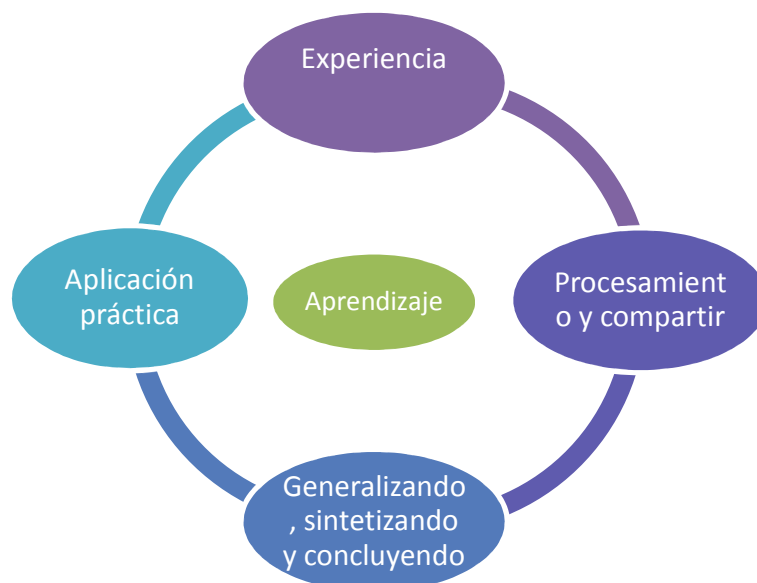 Experiencia
Aplicación
práctica
Aprendizaje
Procesamient
o y compartir
Generalizando
, sintetizando
y concluyendo